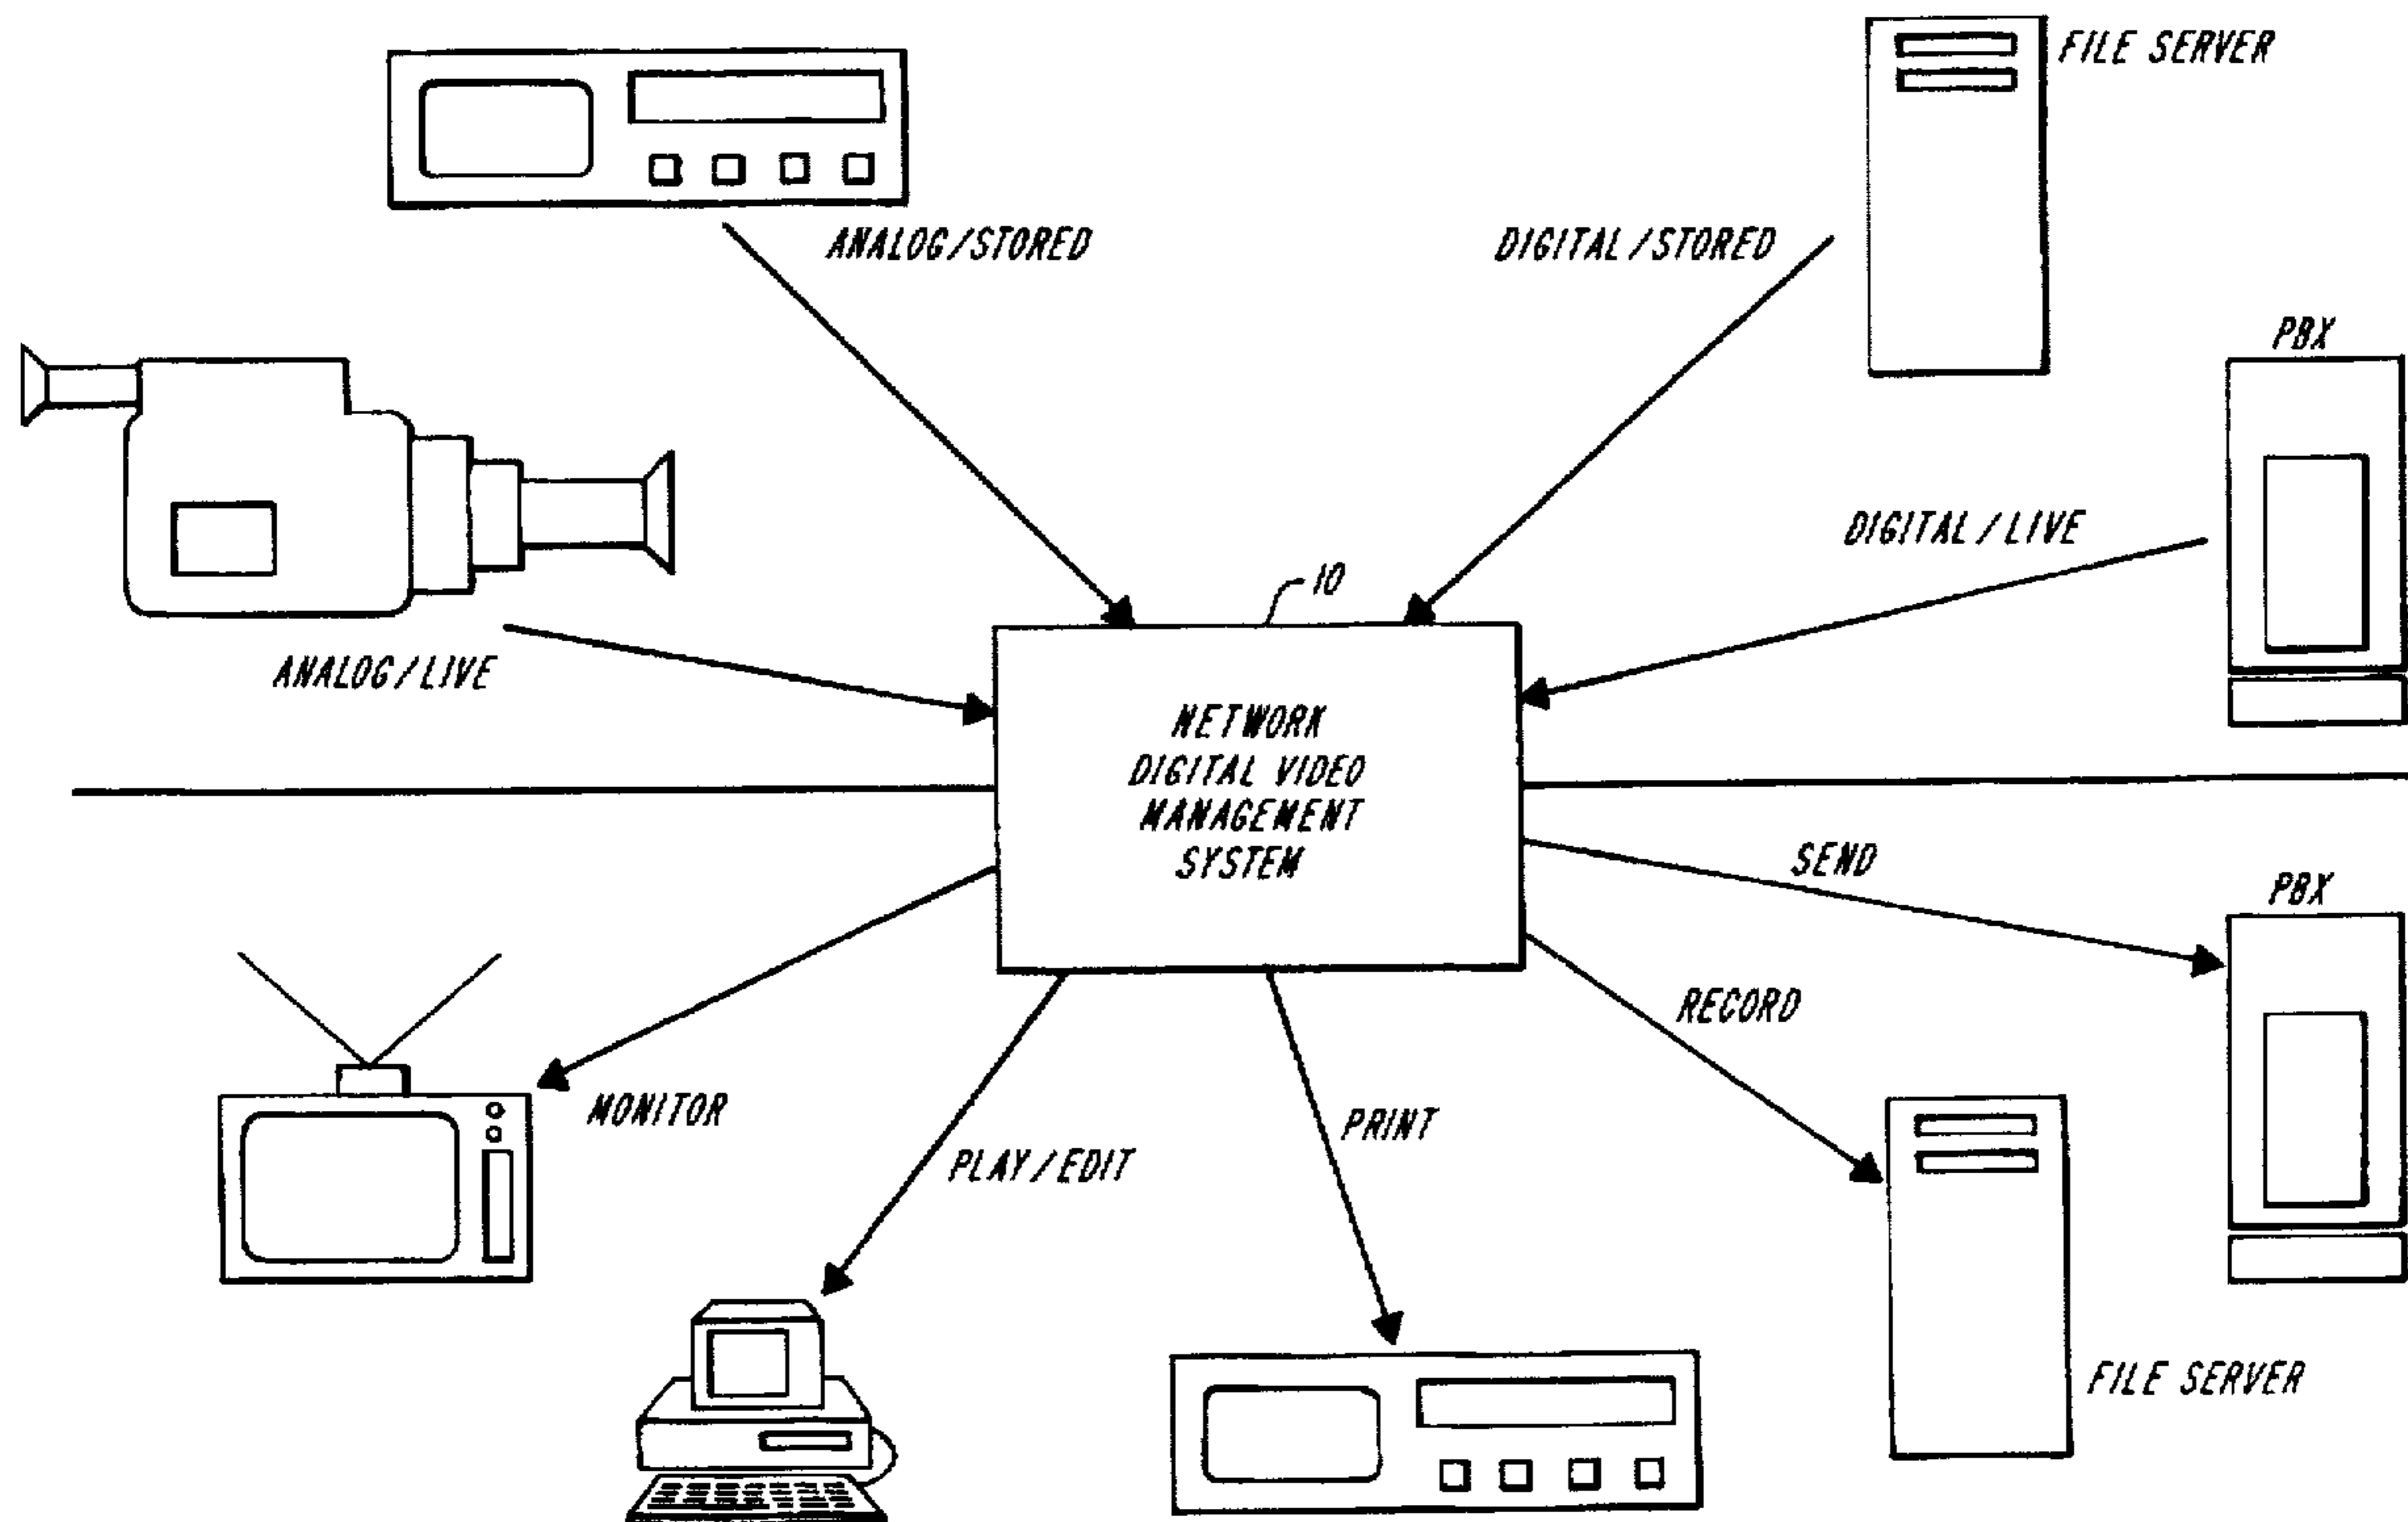 FILE SERVER
ANALOG/STORED
DIGITAL/STORED
PBX
DIGITAL/LIVE
10
ANALOG/LIVE
NETWORK
DIGITAL VIDEO
MANAGEMENT
SYSTEM
SEND
PBX
RECORD
MONITOR
PRINT
PLAY/EDIT
FILE SERVER